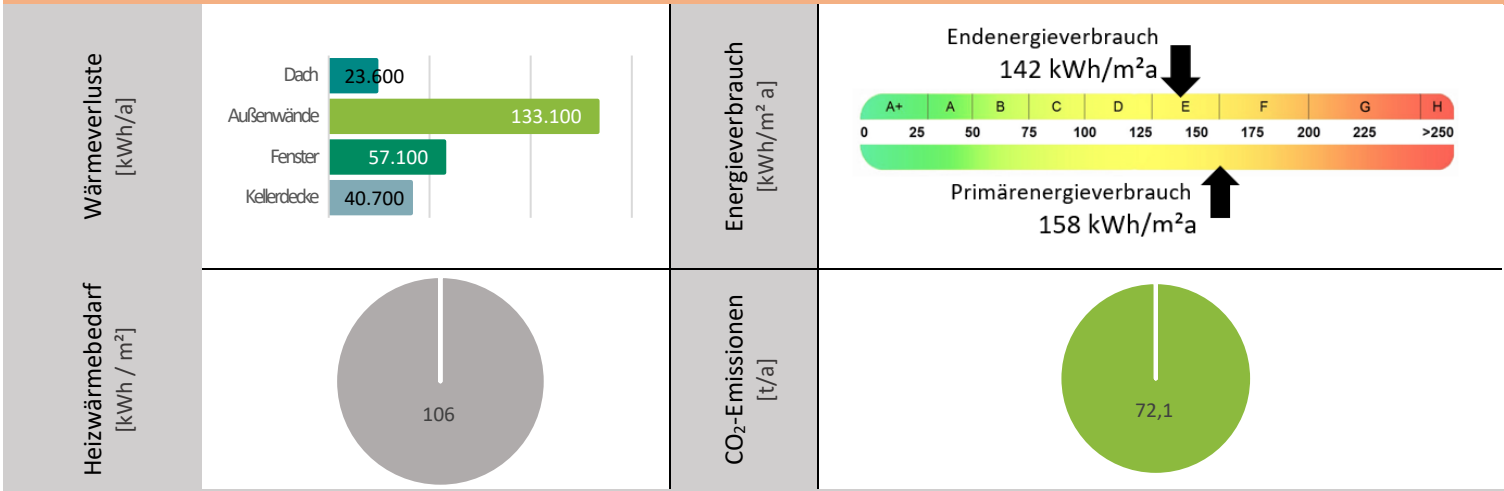 Wärmeverluste
[kWh/a]
Dach 23.600
Außenwände 133.100
Fenster 57.100
Kellerdecke 40.700
Energieverbrauch
[kWh/m² a]
Endenergieverbrauch
142 kWh/m²a
A+ A B C D E F G H
0 25 50 75 100 125 150 175 200 225 >250
Primärenergieverbrauch
158 kWh/m²a
Heizwärmebedarf
[kWh / m²]
106
CO₂-Emissionen
[t/a]
72,1